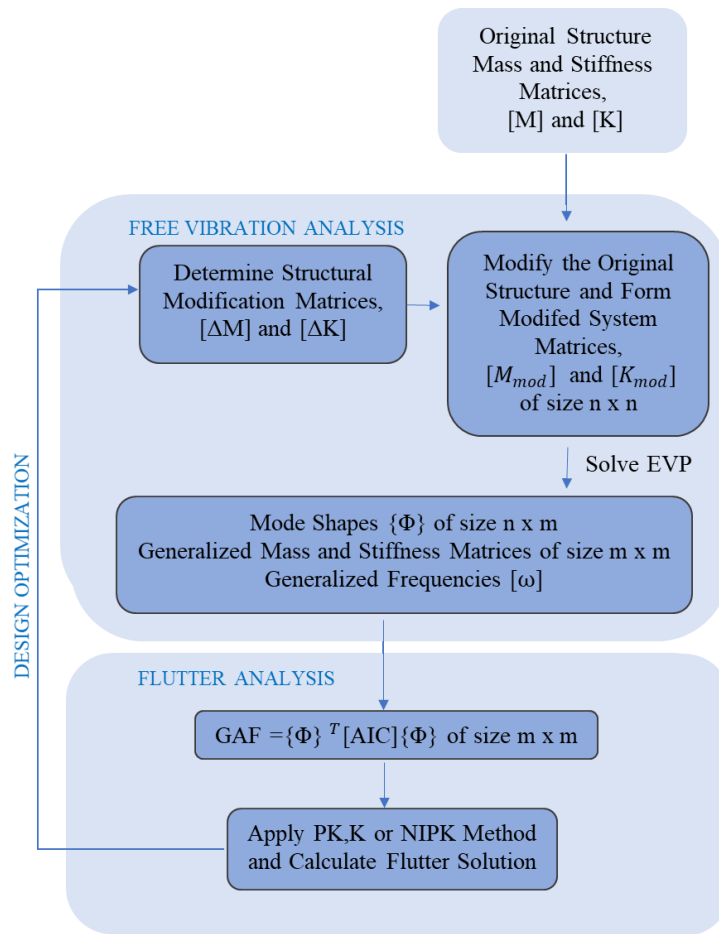 Original Structure
Mass and Stiffness
Matrices,
[M] and [K]
FREE VIBRATION ANALYSIS
Determine Structural
Modification Matrices,
[ΔM] and [ΔK]
Modify the Original
Structure and Form
Modifed System
Matrices,
[M_mod] and [K_mod]
of size n x n
Solve EVP
Mode Shapes {Φ} of size n x m
Generalized Mass and Stiffness Matrices of size m x m
Generalized Frequencies [ω]
DESIGN OPTIMIZATION
FLUTTER ANALYSIS
GAF ={Φ} ᵀ[AIC]{Φ} of size m x m
Apply PK,K or NIPK Method
and Calculate Flutter Solution